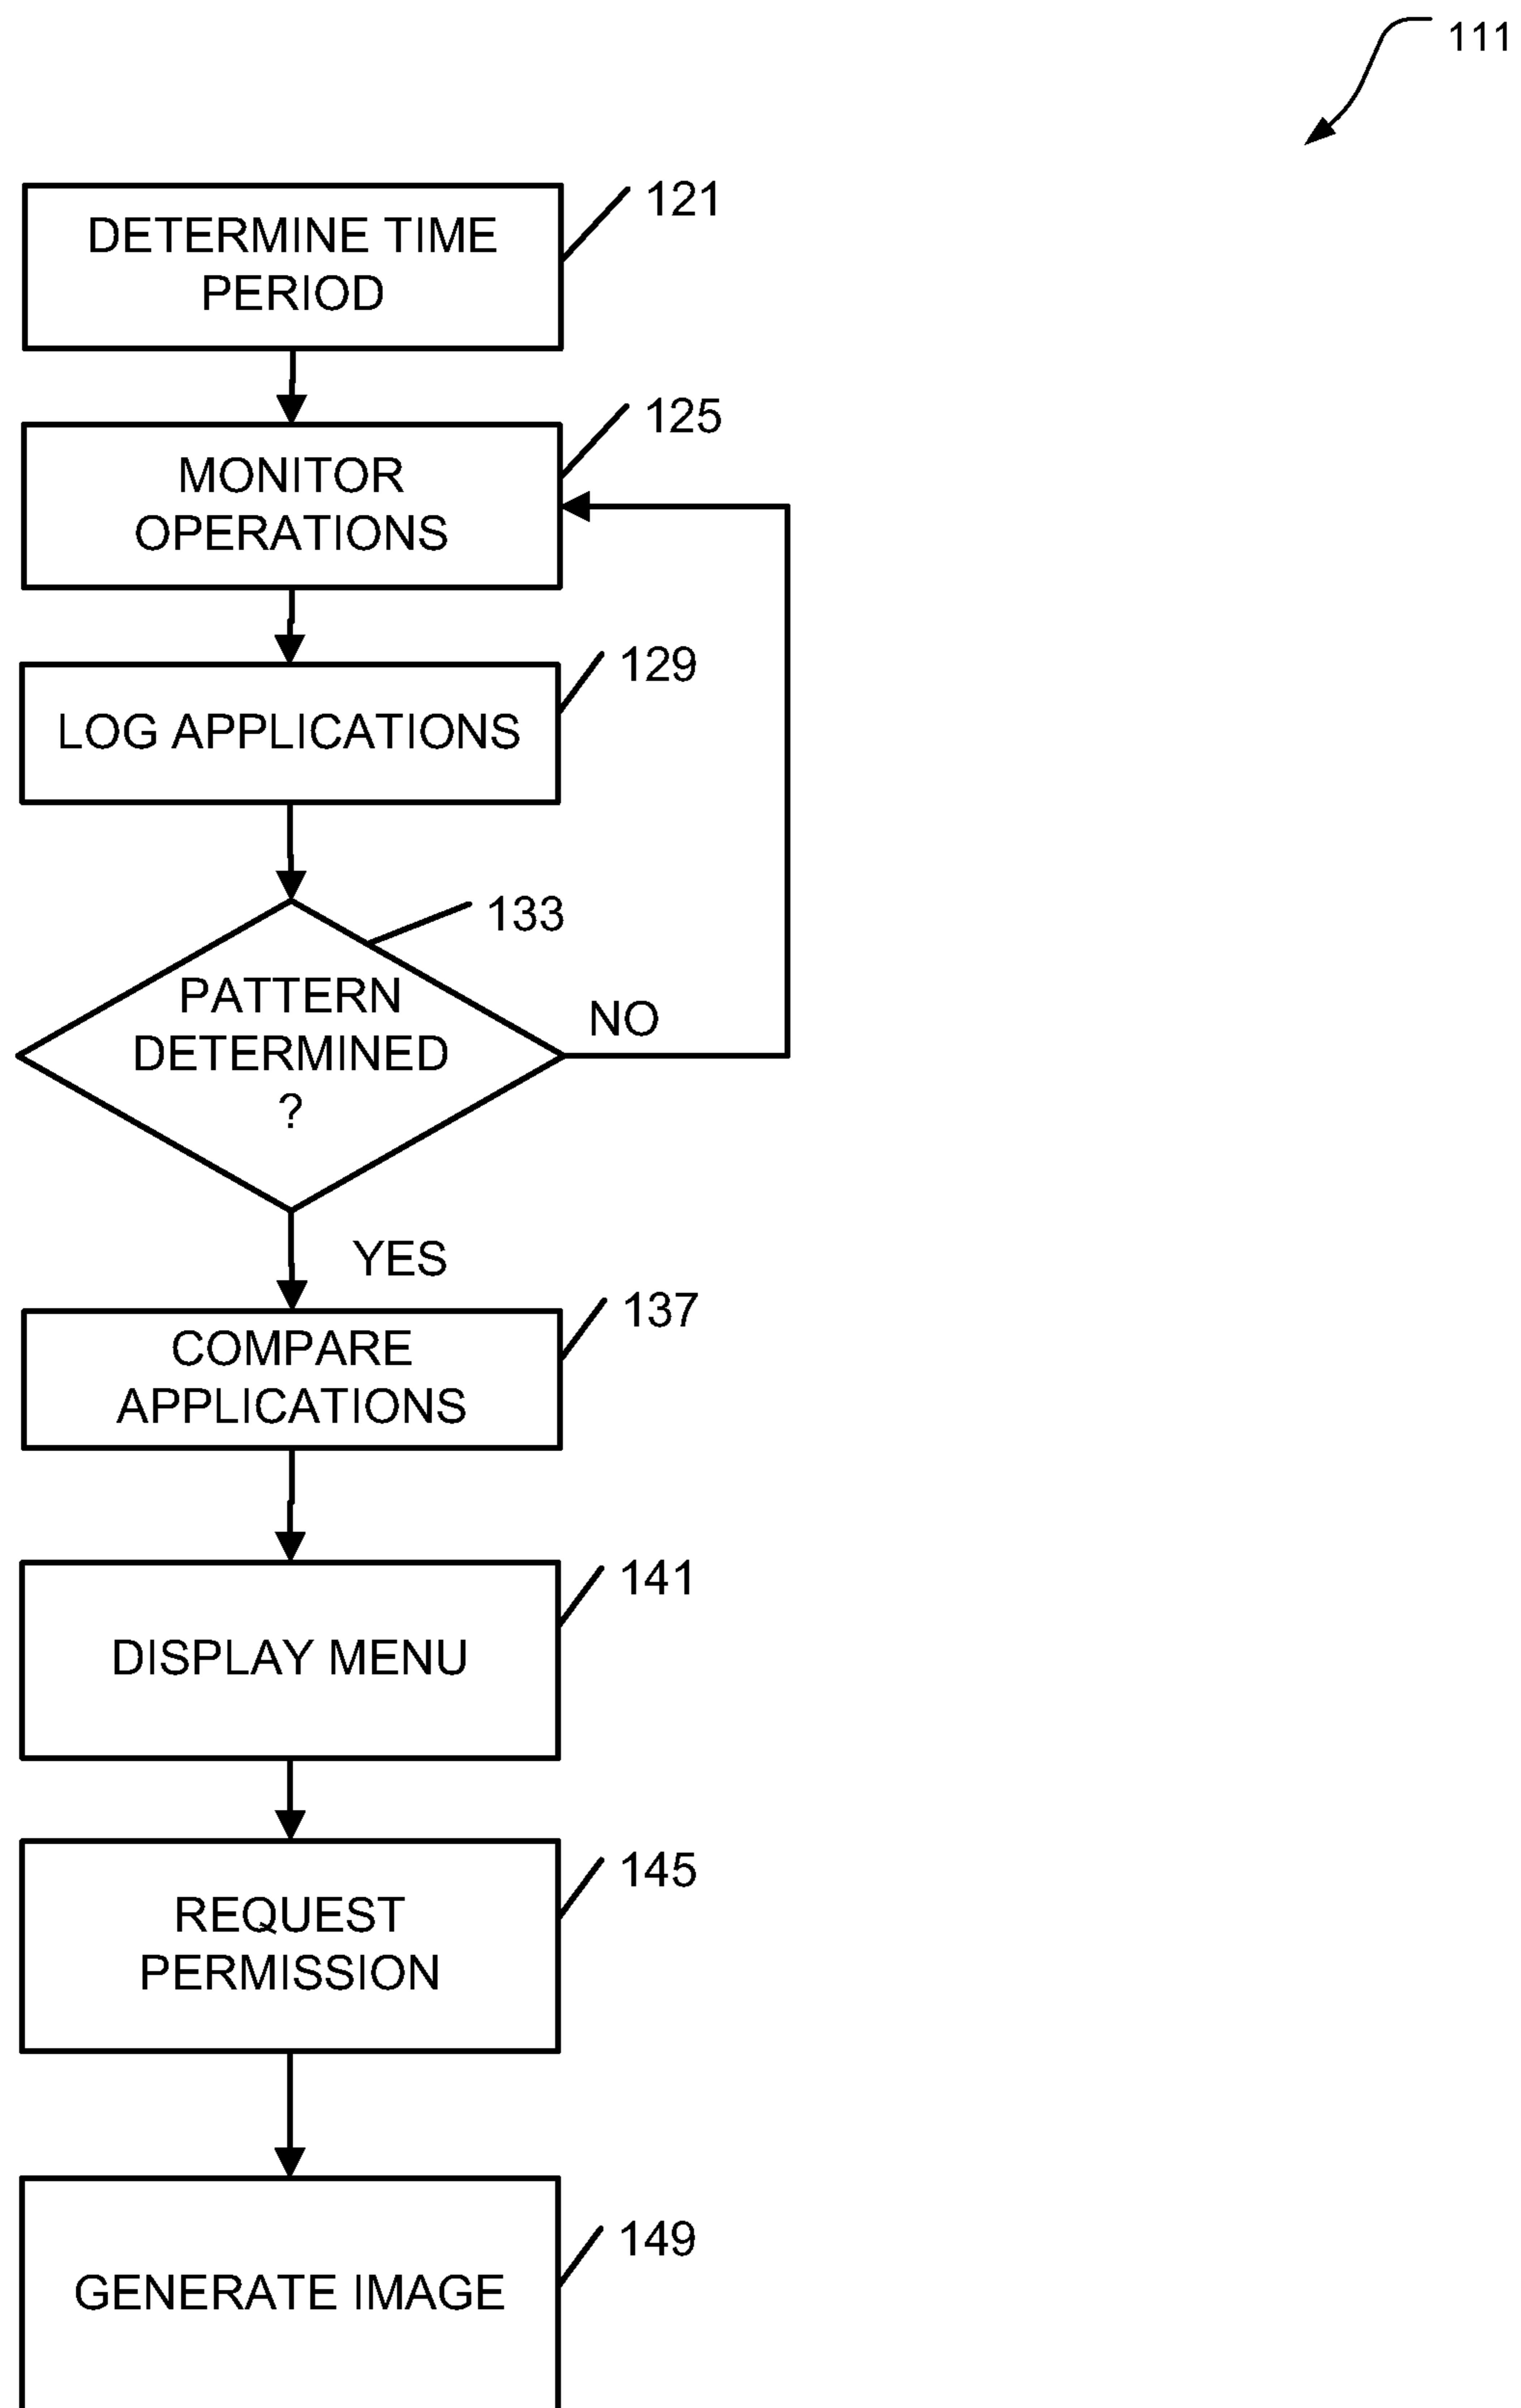 111
121
DETERMINE TIME
PERIOD
125
MONITOR
OPERATIONS
129
LOG APPLICATIONS
133
PATTERN
DETERMINED
?
NO
YES
137
COMPARE
APPLICATIONS
141
DISPLAY MENU
145
REQUEST
PERMISSION
149
GENERATE IMAGE